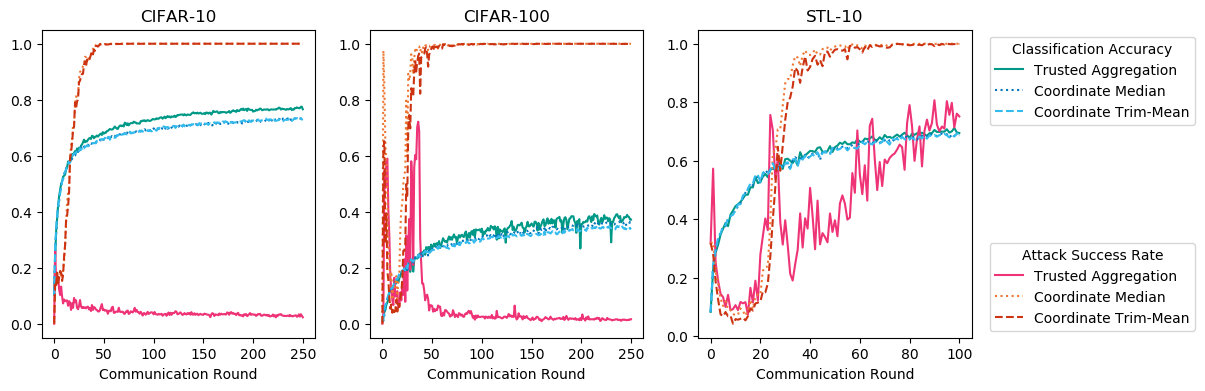 CIFAR-10
1.0
0.8
0.6
0.4
0.2
0.0
0 50 100 150 200 250
Communication Round
CIFAR-100
1.0
0.8
0.6
0.4
0.2
0.0
0 50 100 150 200 250
Communication Round
STL-10
1.0
0.8
0.6
0.4
0.2
0.0
0 20 40 60 80 100
Communication Round
Classification Accuracy
Trusted Aggregation
Coordinate Median
Coordinate Trim-Mean
Attack Success Rate
Trusted Aggregation
Coordinate Median
Coordinate Trim-Mean